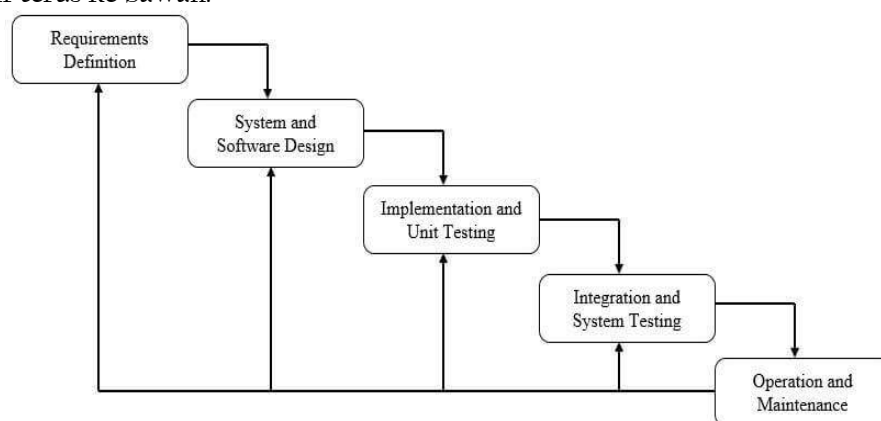 terus ke bawah.
Requirements
Definition
System and
Software Design
Implementation and
Unit Testing
Integration and
System Testing
Operation and
Maintenance